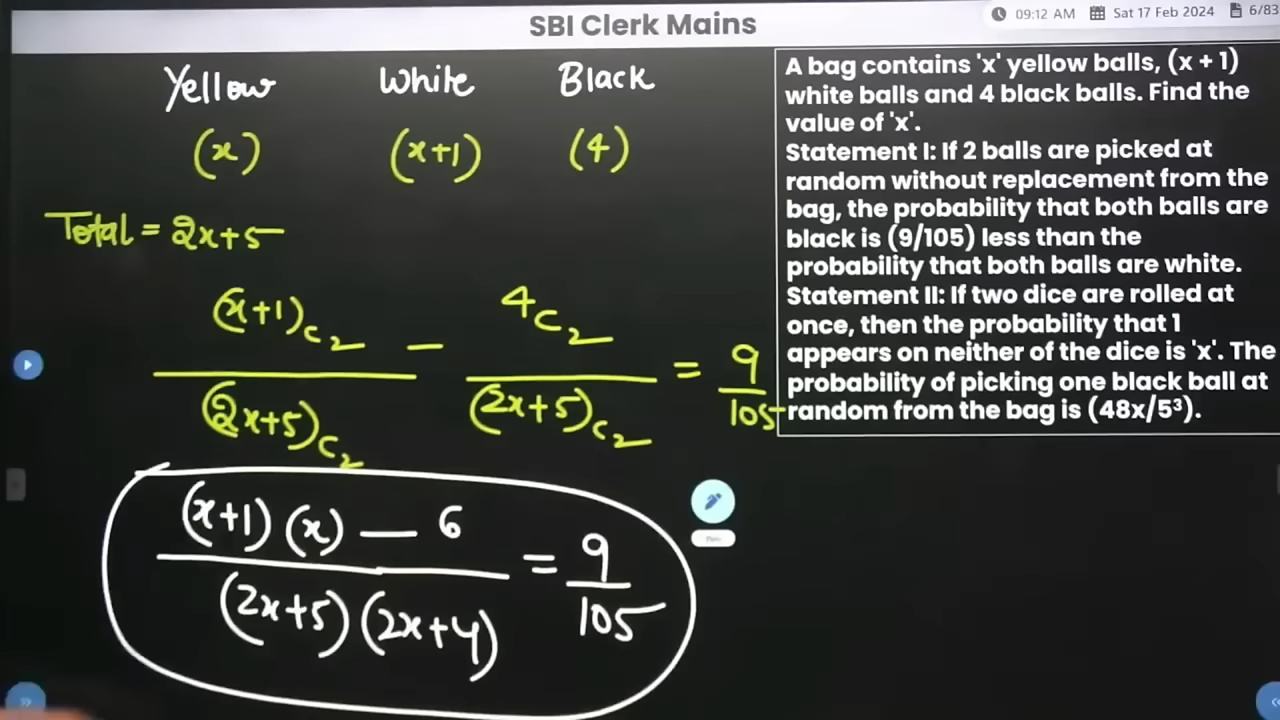 SBI Clerk Mains
09:12 AM Sat 17 Feb 2024 6/83
Yellow White Black
(x) (x+1) (4)
Total = 2x+5
(x+1)C₂ / (2x+5)C₂ — 4C₂ / (2x+5)C₂ = 9/105
(x+1)(x) — 6 / (2x+5)(2x+4) = 9/105
A bag contains 'x' yellow balls, (x + 1)
white balls and 4 black balls. Find the
value of 'x'.
Statement I: If 2 balls are picked at
random without replacement from the
bag, the probability that both balls are
black is (9/105) less than the
probability that both balls are white.
Statement II: If two dice are rolled at
once, then the probability that 1
appears on neither of the dice is 'x'. The
probability of picking one black ball at
random from the bag is (48x/5³).